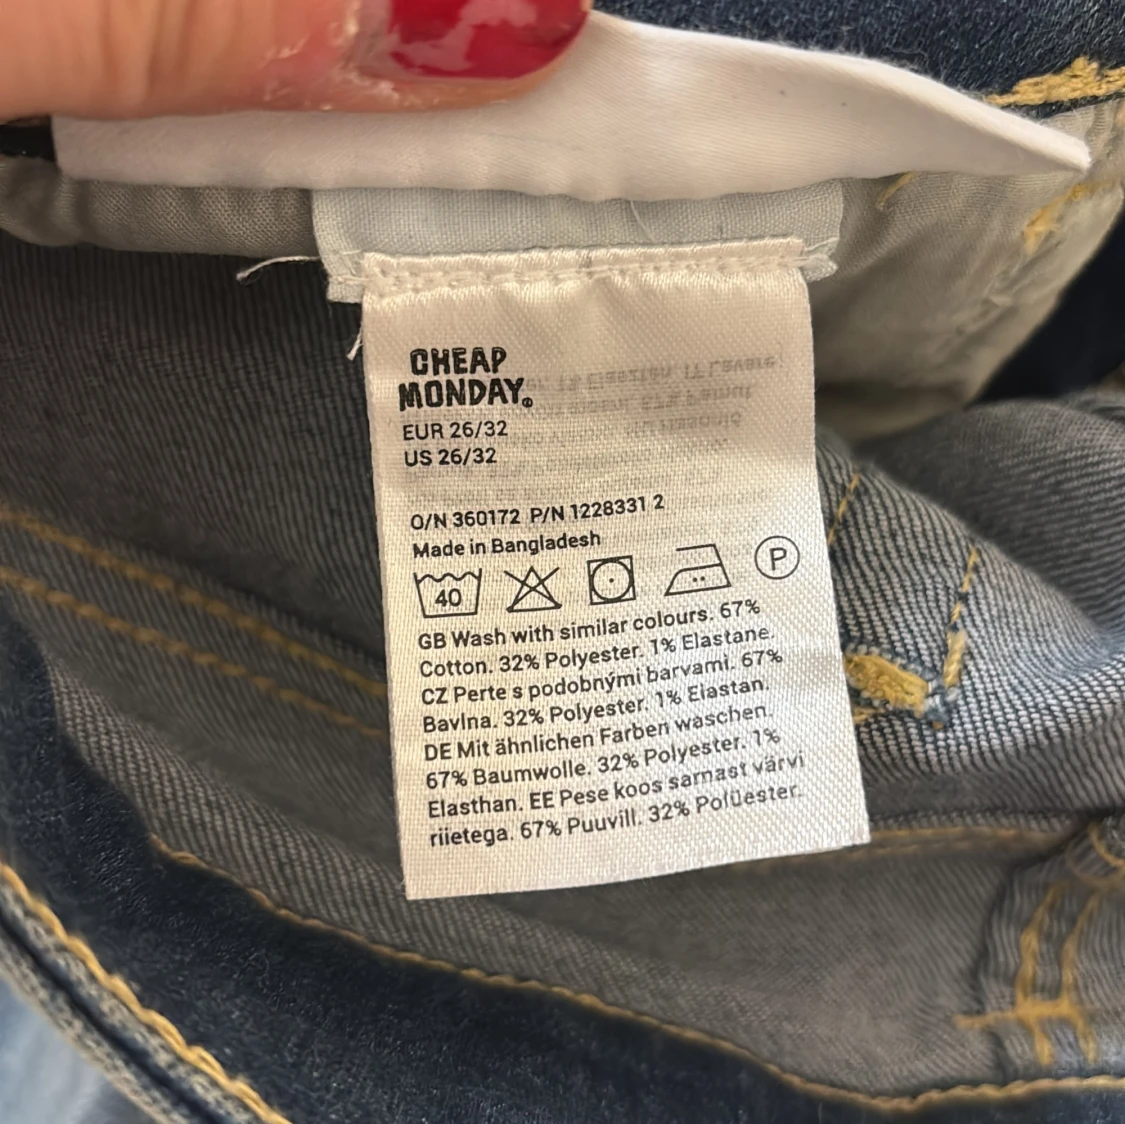 CHEAP
MONDAY®
EUR 26/32
US 26/32
O/N 360172 P/N 1228331 2
Made in Bangladesh
40 P
GB Wash with similar colours. 67%
Cotton. 32% Polyester. 1% Elastane.
CZ Perte s podobnými barvami. 67%
Bavlna. 32% Polyester. 1% Elastan.
DE Mit ähnlichen Farben waschen.
67% Baumwolle. 32% Polyester. 1%
Elasthan. EE Pese koos sarnast värvi
riietega. 67% Puuvill. 32% Polüester.